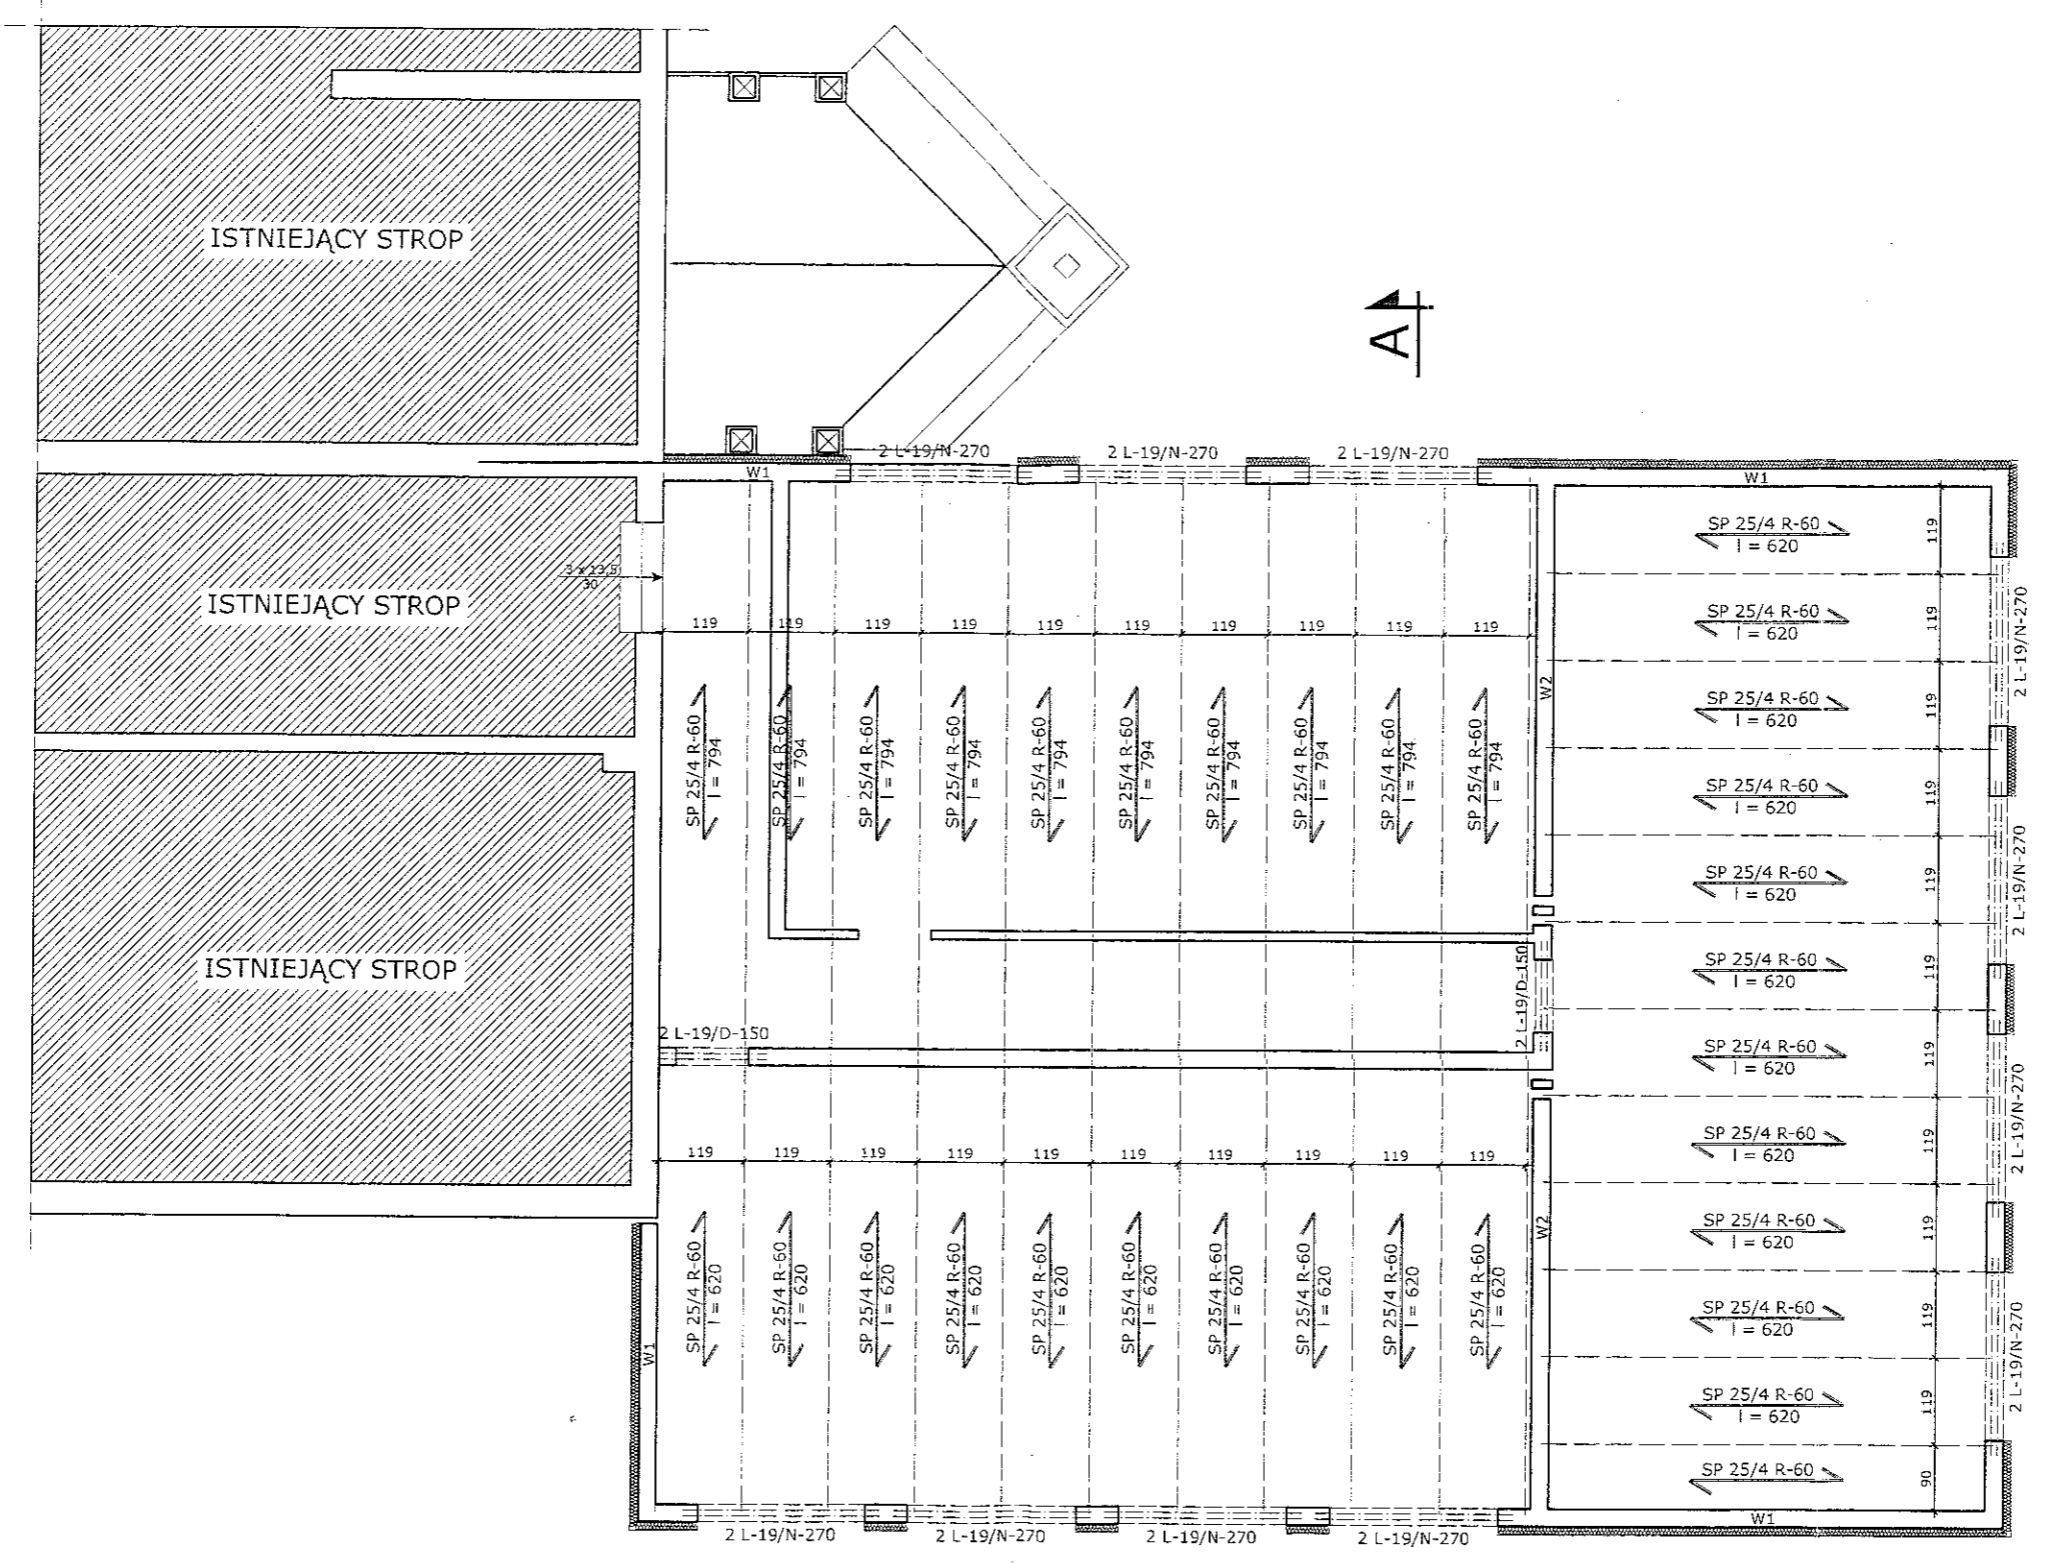 ISTNIEJĄCY STROP
A
2 L-19/N-270
2 L-19/N-270
2 L-19/N-270
W1
W1
SP 25/4 R-60
l = 620
119
3 x 13,5
30
ISTNIEJĄCY STROP
SP 25/4 R-60
l = 620
119
2 L-19/N-270
119 119 119 119 119 119 119 119 119 119
W2
SP 25/4 R-60
l = 620
119
SP 25/4 R-60
l = 794
SP 25/4 R-60
l = 794
SP 25/4 R-60
l = 794
SP 25/4 R-60
l = 794
SP 25/4 R-60
l = 794
SP 25/4 R-60
l = 794
SP 25/4 R-60
l = 794
SP 25/4 R-60
l = 794
SP 25/4 R-60
l = 794
SP 25/4 R-60
l = 794
SP 25/4 R-60
l = 620
119
SP 25/4 R-60
l = 620
119
2 L-19/N-270
ISTNIEJĄCY STROP
SP 25/4 R-60
l = 620
119
2 L-19/D-150
2 L-19/D-150
SP 25/4 R-60
l = 620
119
2 L-19/N-270
119 119 119 119 119 119 119 119 119 119
SP 25/4 R-60
l = 620
119
W2
SP 25/4 R-60
l = 620
119
SP 25/4 R-60
l = 620
SP 25/4 R-60
l = 620
SP 25/4 R-60
l = 620
SP 25/4 R-60
l = 620
SP 25/4 R-60
l = 620
SP 25/4 R-60
l = 620
SP 25/4 R-60
l = 620
SP 25/4 R-60
l = 620
SP 25/4 R-60
l = 620
SP 25/4 R-60
l = 620
SP 25/4 R-60
l = 620
119
W1
2 L-19/N-270
SP 25/4 R-60
l = 620
119
SP 25/4 R-60
90
W1
2 L-19/N-270
2 L-19/N-270
2 L-19/N-270
2 L-19/N-270